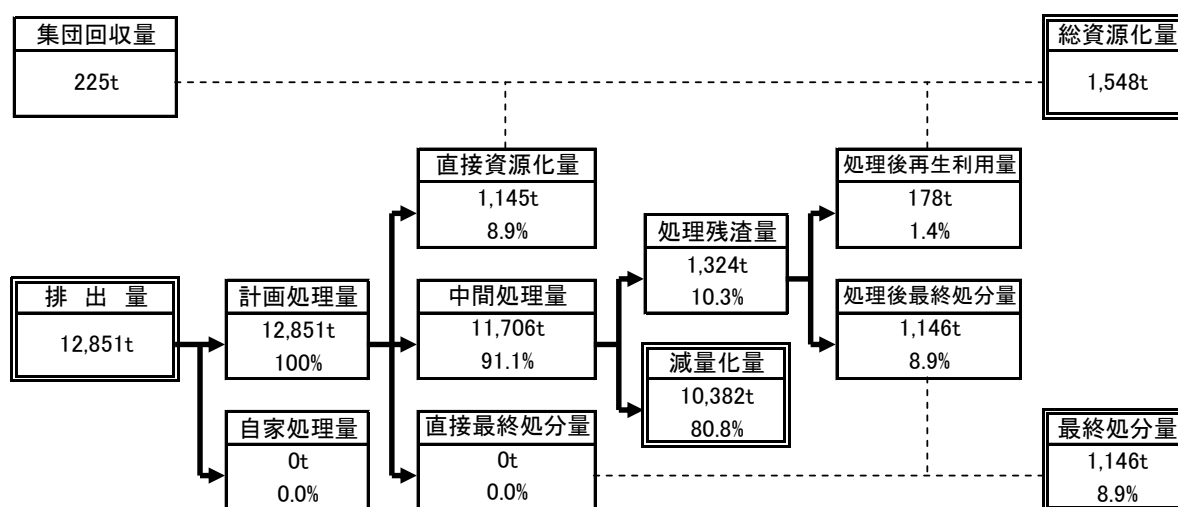 集団回収量
225t
総資源化量
1,548t
直接資源化量
1,145t
8.9%
処理後再生利用量
178t
1.4%
処理残渣量
1,324t
10.3%
排 出 量
12,851t
計画処理量
12,851t
100%
中間処理量
11,706t
91.1%
処理後最終処分量
1,146t
8.9%
減量化量
10,382t
80.8%
自家処理量
0t
0.0%
直接最終処分量
0t
0.0%
最終処分量
1,146t
8.9%